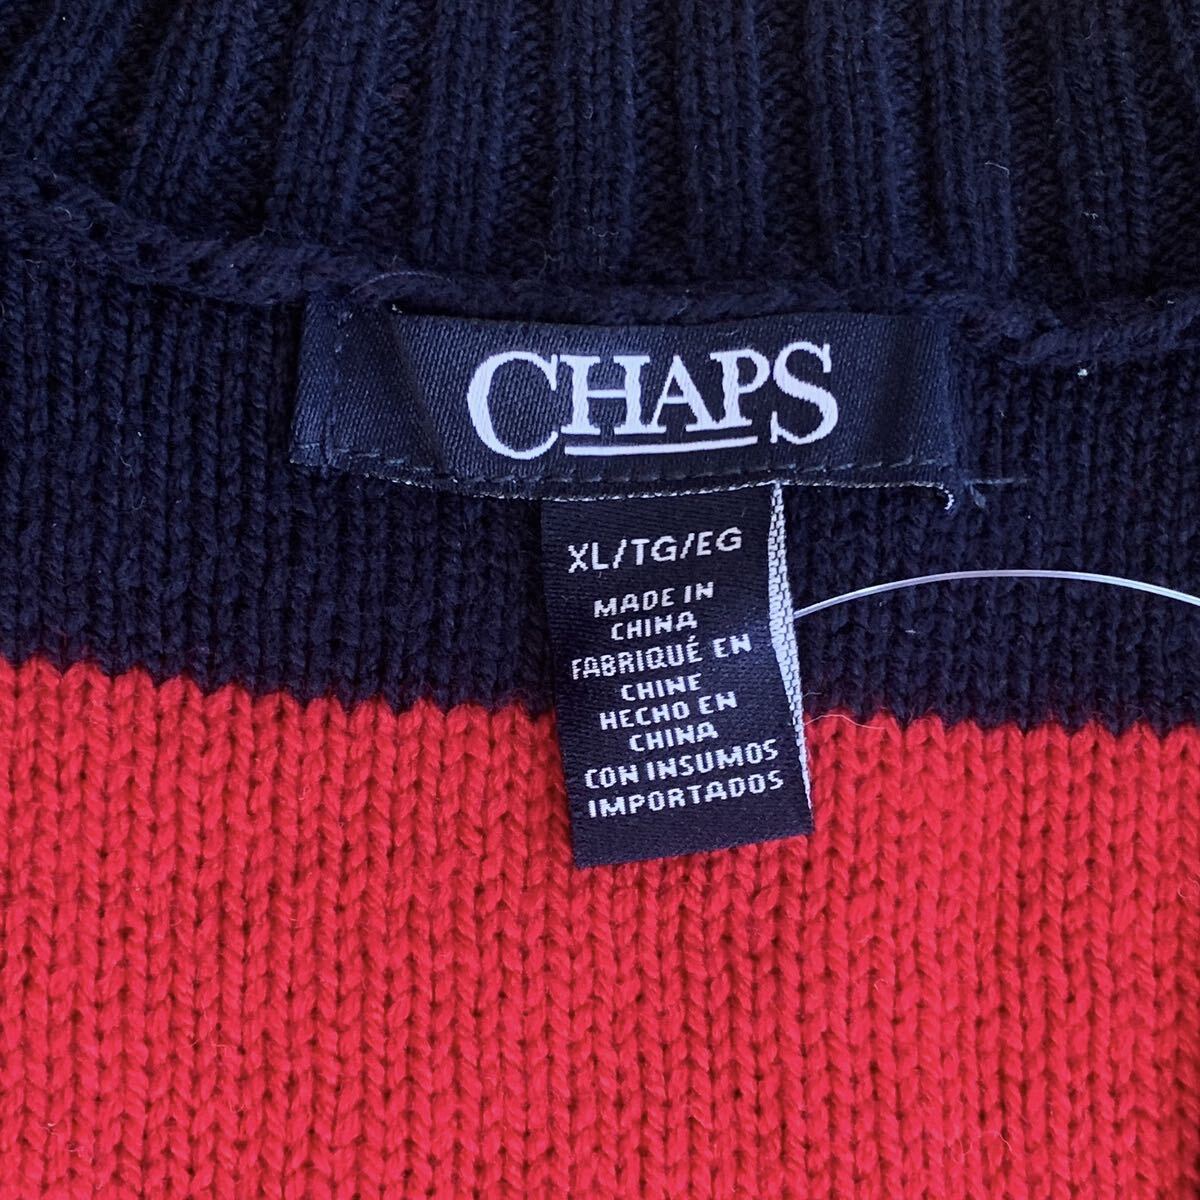 CHAPS
XL/TG/EG
MADE IN
CHINA
FABRIQUÉ EN
CHINE
HECHO EN
CHINA
CON INSUMOS
IMPORTADOS